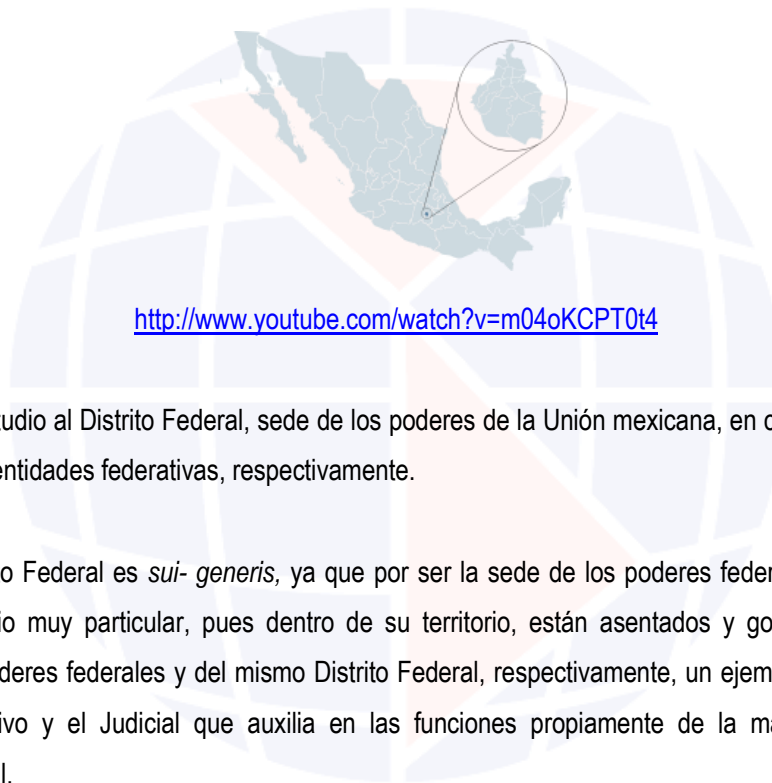 http://www.youtube.com/watch?v=m04oKCPT0t4
tudio al Distrito Federal, sede de los poderes de la Unión mexicana, en
entidades federativas, respectivamente.
o Federal es sui- generis, ya que por ser la sede de los poderes feder
io muy particular, pues dentro de su territorio, están asentados y go
oderes federales y del mismo Distrito Federal, respectivamente, un ejem
ivo y el Judicial que auxilia en las funciones propiamente de la ma
l.